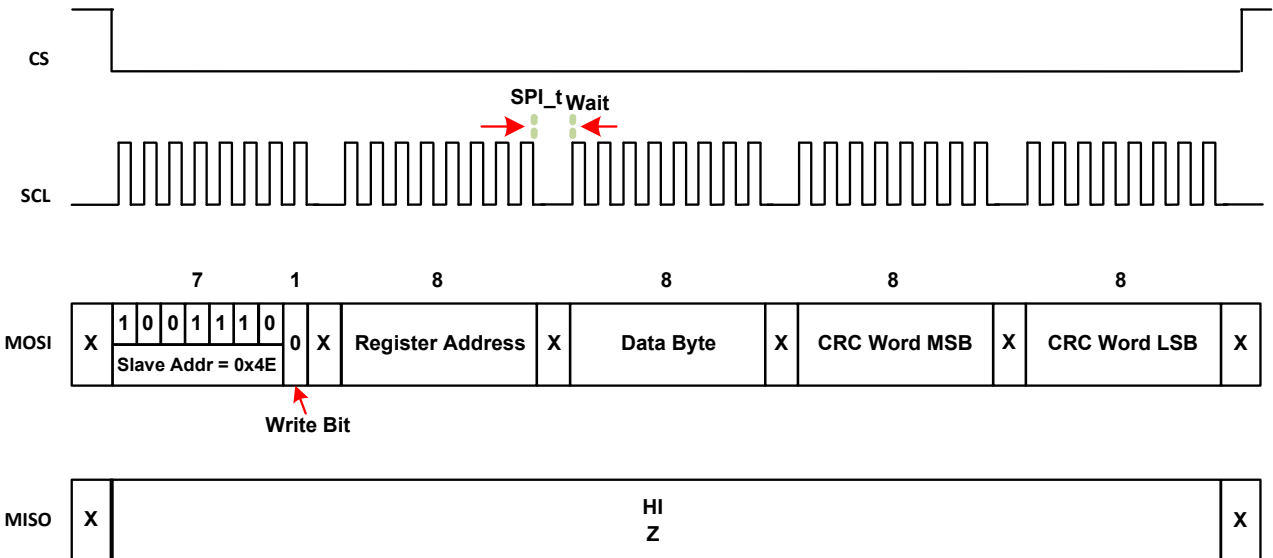 CS
SPI_t Wait
SCL
7 1 8 8 8 8
MOSI X 1 0 0 1 1 1 0 0 X Register Address X Data Byte X CRC Word MSB X CRC Word LSB X
Slave Addr = 0x4E
Write Bit
MISO X HI X
Z